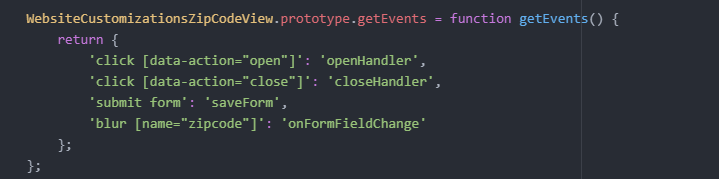 WebsiteCustomizationsZipCodeView.prototype.getEvents = function getEvents() {
return {
'click [data-action="open"]': 'openHandler',
'click [data-action="close"]': 'closeHandler',
'submit form': 'saveForm',
'blur [name="zipcode"]': 'onFormFieldChange'
};
};